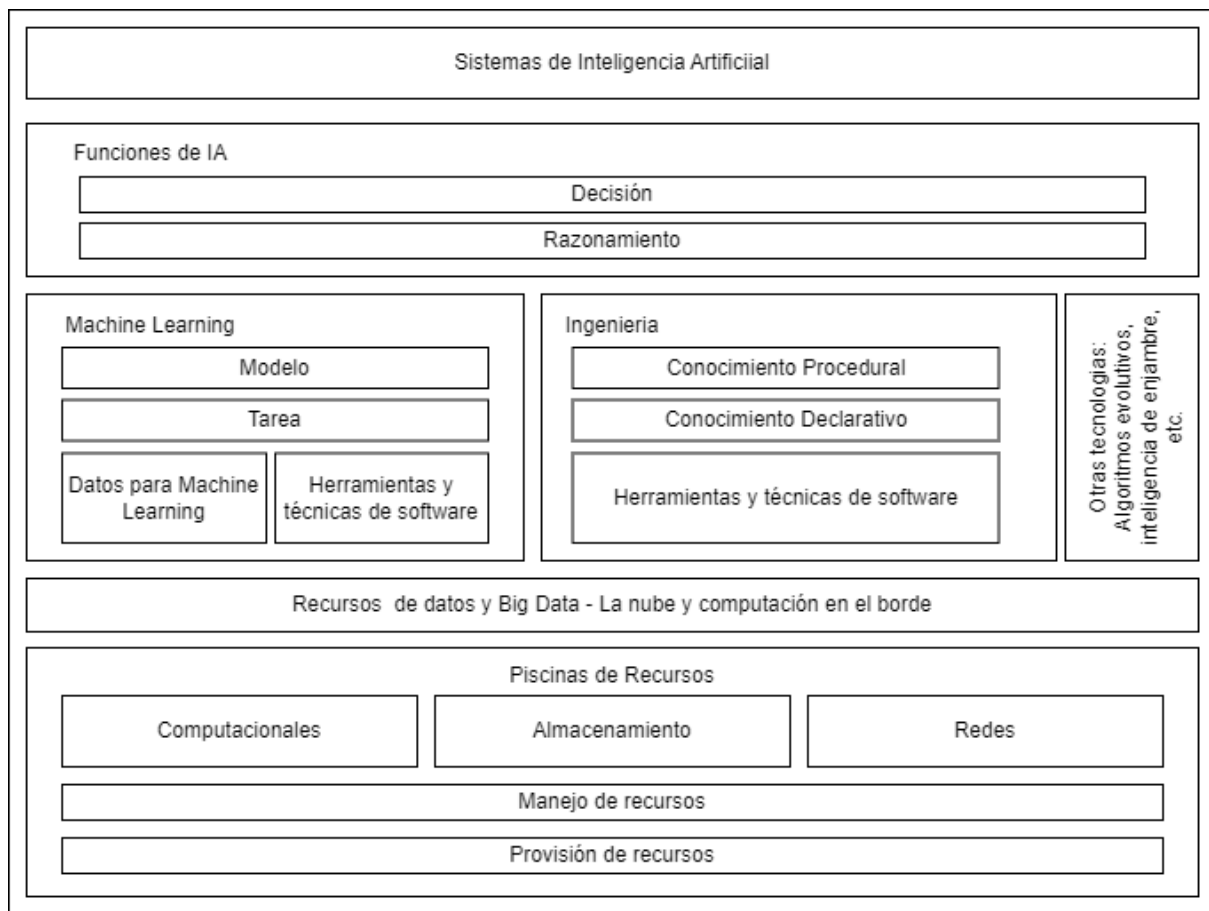 Sistemas de Inteligencia Artificiial
Funciones de IA
Decisión
Razonamiento
Machine Learning
Modelo
Tarea
Datos para Machine
Learning
Herramientas y
técnicas de software
Ingenieria
Conocimiento Procedural
Conocimiento Declarativo
Herramientas y técnicas de software
Otras tecnologias:
Algoritmos evolutivos,
inteligencia de enjambre,
etc.
Recursos  de datos y Big Data - La nube y computación en el borde
Piscinas de Recursos
Computacionales
Almacenamiento
Redes
Manejo de recursos
Provisión de recursos